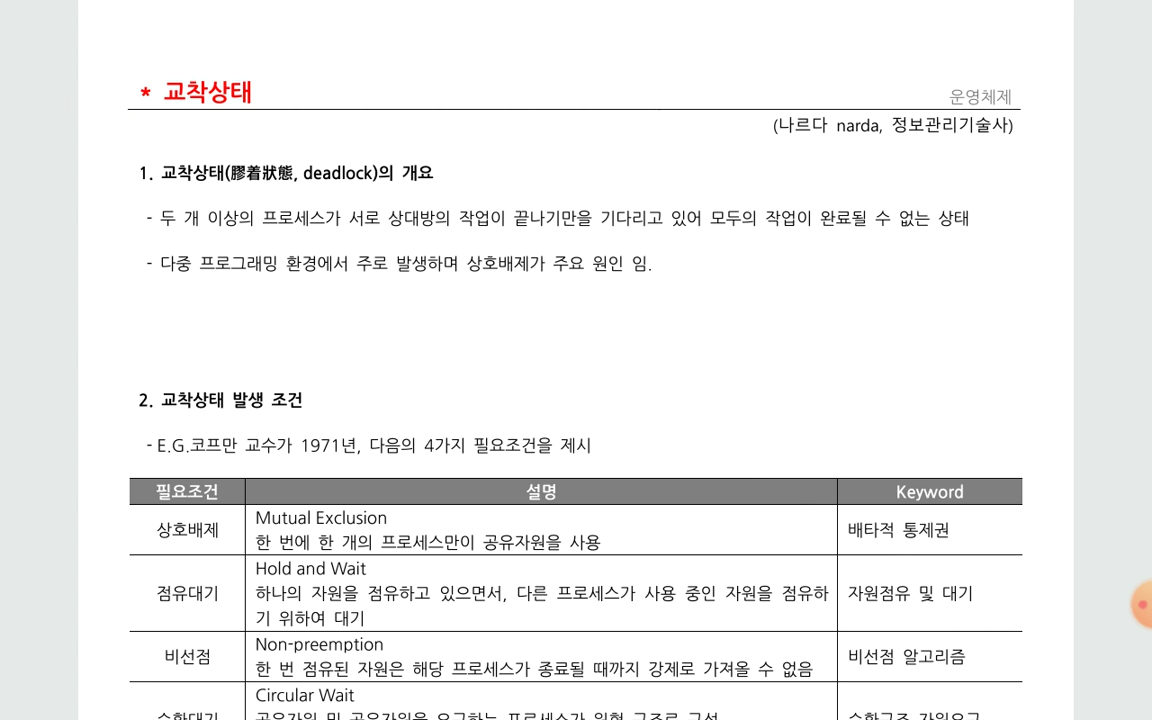 * 교착상태
운영체제
(나르다 narda, 정보관리기술사)
1. 교착상태(膠着狀態, deadlock)의 개요
- 두 개 이상의 프로세스가 서로 상대방의 작업이 끝나기만을 기다리고 있어 모두의 작업이 완료될 수 없는 상태
- 다중 프로그래밍 환경에서 주로 발생하며 상호배제가 주요 원인 임.
2. 교착상태 발생 조건
- E.G.코프만 교수가 1971년, 다음의 4가지 필요조건을 제시
필요조건 설명 Keyword
Mutual Exclusion
상호배제 한 번에 한 개의 프로세스만이 공유자원을 사용 배타적 통제권
Hold and Wait
점유대기 하나의 자원을 점유하고 있으면서, 다른 프로세스가 사용 중인 자원을 점유하 자원점유 및 대기
기 위하여 대기
Non-preemption
비선점 한 번 점유된 자원은 해당 프로세스가 종료될 때까지 강제로 가져올 수 없음 비선점 알고리즘
Circular Wait